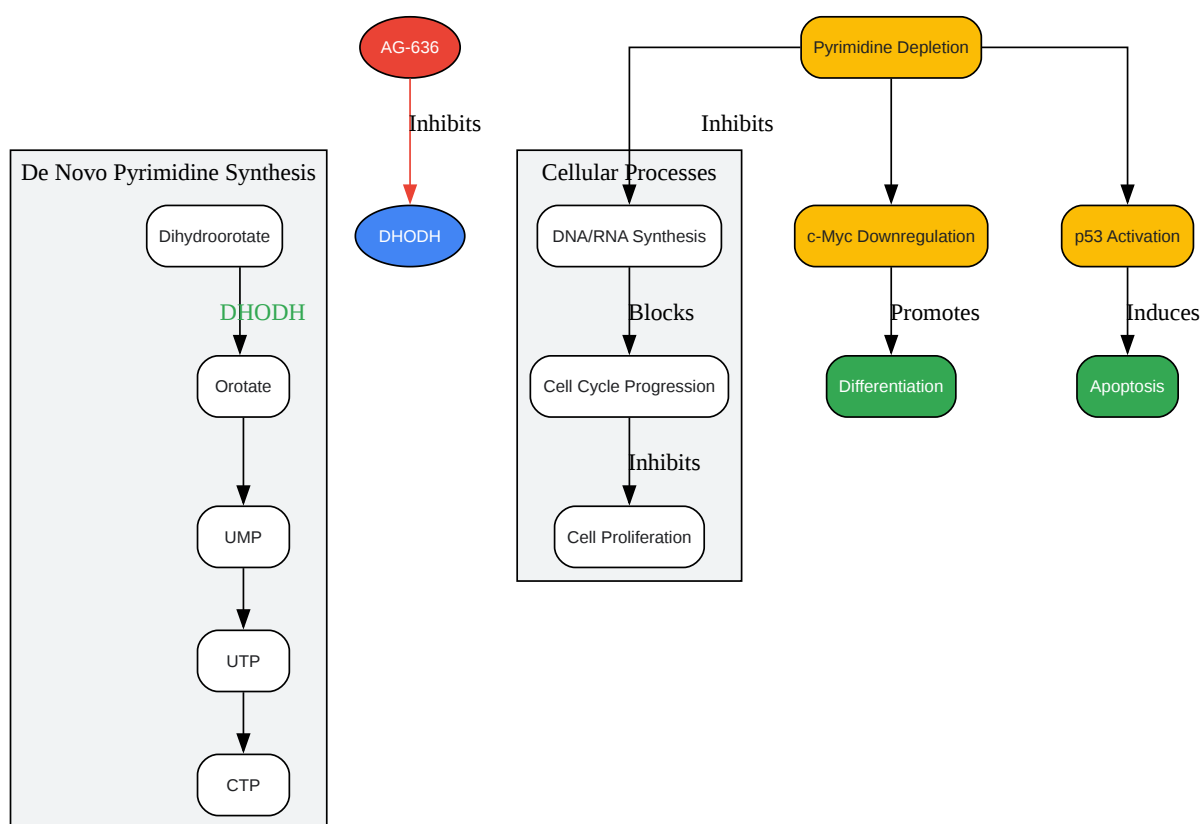 AG-636
Pyrimidine Depletion
Inhibits
Inhibits
De Novo Pyrimidine Synthesis
Cellular Processes
Dihydroorotate
DHODH
DNA/RNA Synthesis
c-Myc Downregulation
p53 Activation
DHODH
Blocks
Promotes
Induces
Orotate
Cell Cycle Progression
Differentiation
Apoptosis
Inhibits
UMP
Cell Proliferation
UTP
CTP